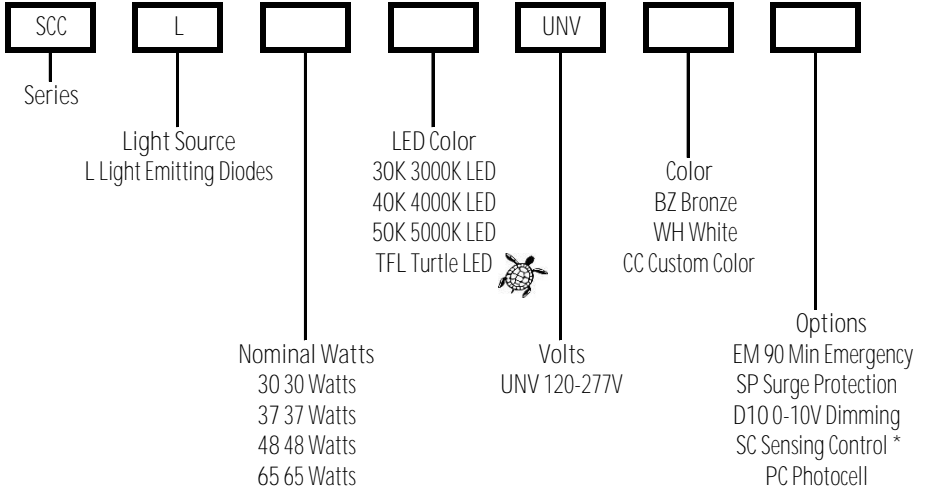 SCC
L
UNV
Series
Light Source
L Light Emitting Diodes
Nominal Watts
30 30 Watts
37 37 Watts
48 48 Watts
65 65 Watts
LED Color
30K 3000K LED
40K 4000K LED
50K 5000K LED
TFL Turtle LED
Volts
UNV 120-277V
Color
BZ Bronze
WH White
CC Custom Color
Options
EM 90 Min Emergency
SP Surge Protection
D10 0-10V Dimming
SC Sensing Control *
PC Photocell